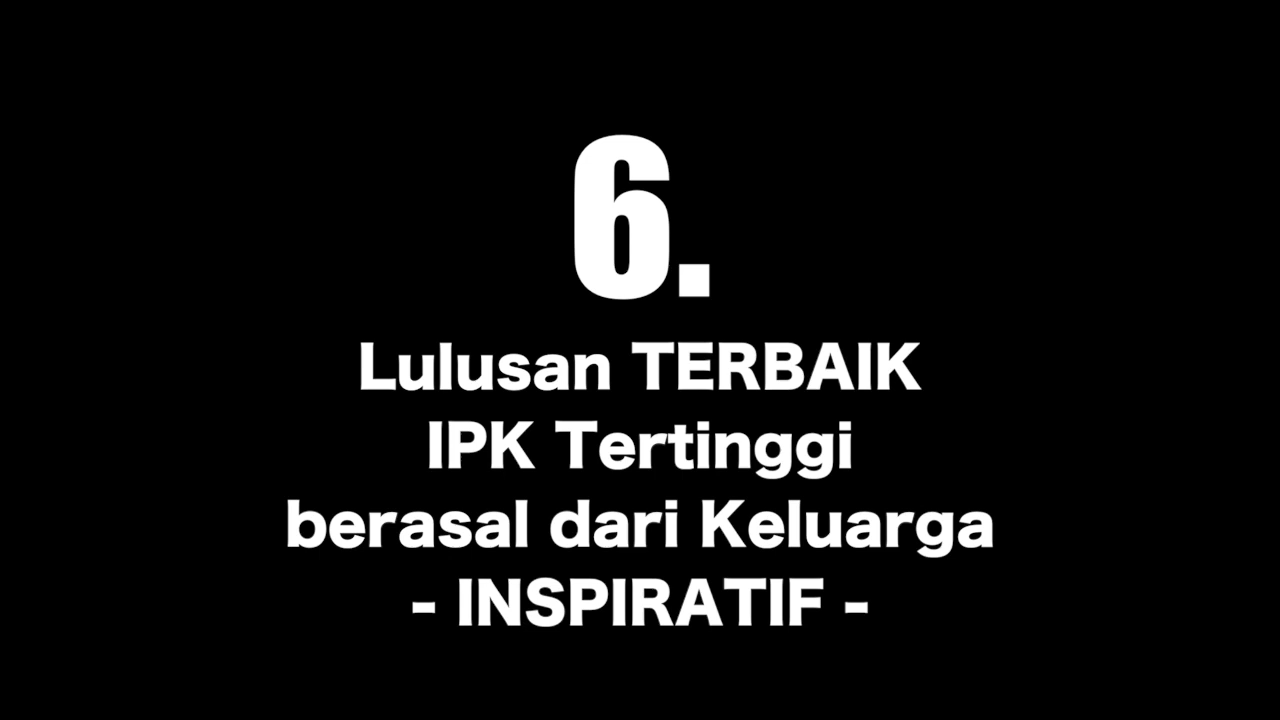 6.
Lulusan TERBAIK
IPK Tertinggi
berasal dari Keluarga
- INSPIRATIF -